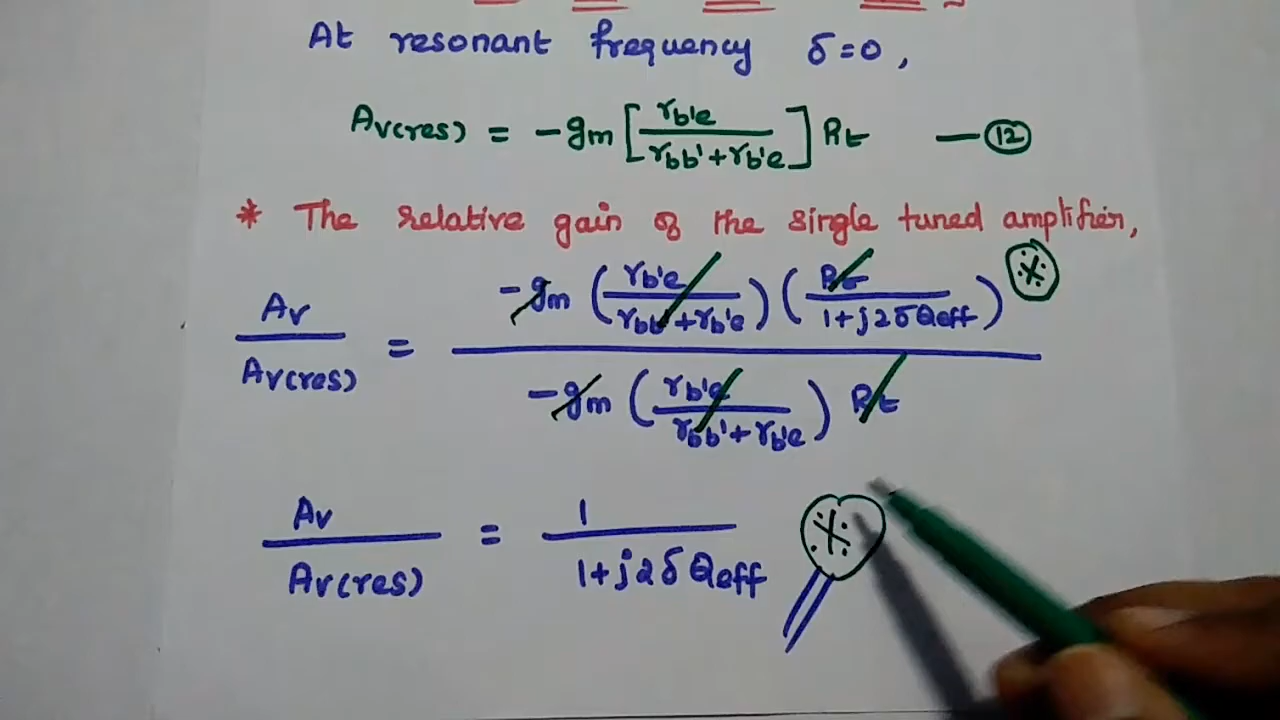 At resonant frequency δ=0,
Av(res) = -gm [rb'e / rbb'+rb'e] Rt — 12
* The relative gain of the single tuned amplifier,
Av / Av(res) = -gm (rb'e / rbb'+rb'e) (Rt / 1+j2δQeff) / -gm (rb'e / rbb'+rb'e) Rt
Av / Av(res) = 1 / 1+j2δQeff